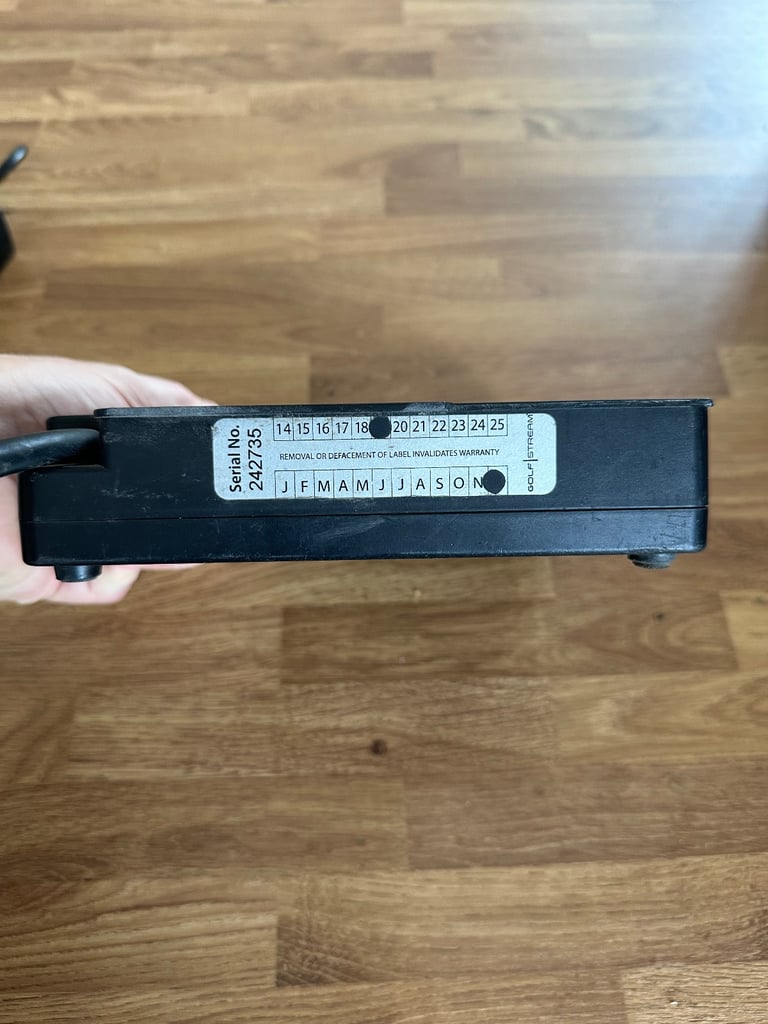 Serial No.
242735
14 15 16 17 18 20 21 22 23 24 25
REMOVAL OR DEFACEMENT OF LABEL INVALIDATES WARRANTY
J F M A M J J A S O N
GOLF STREAM